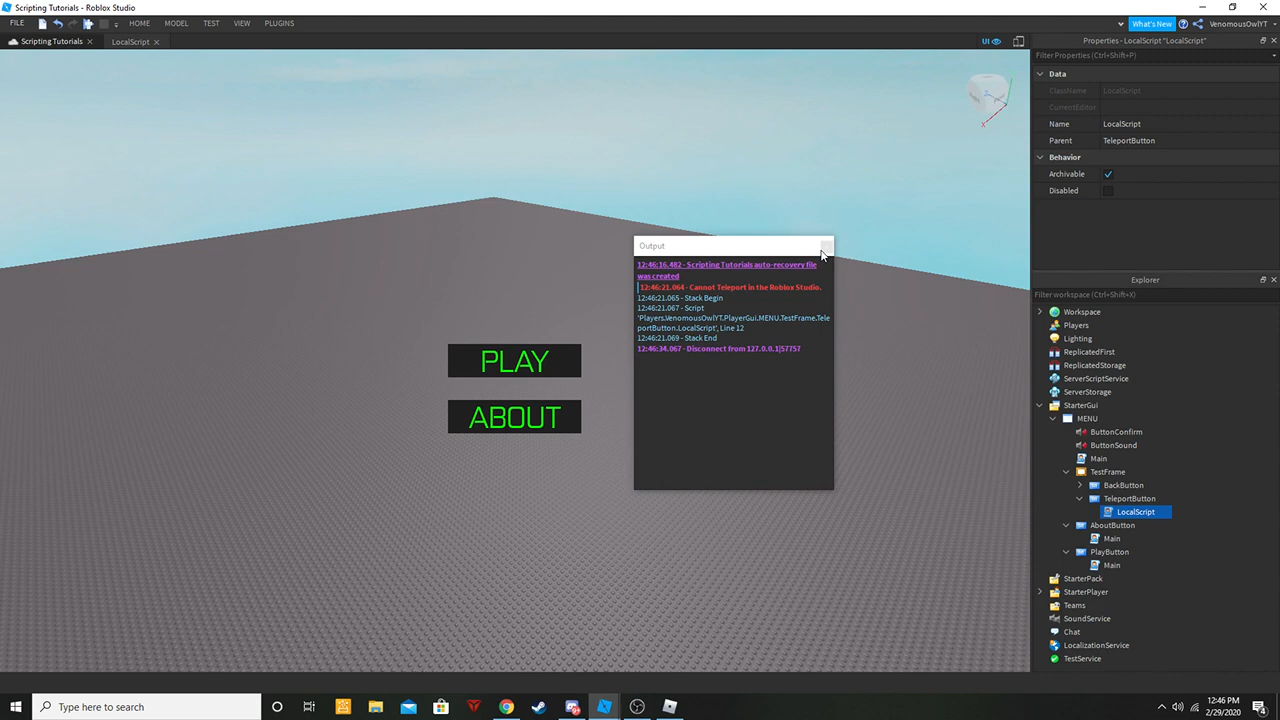 Scripting Tutorials - Roblox Studio
FILE HOME MODEL TEST VIEW PLUGINS What's New VenomousOwlYT
Scripting Tutorials LocalScript UI
Properties - LocalScript "LocalScript"
Filter Properties (Ctrl+Shift+P)
Data
ClassName LocalScript
CurrentEditor
Name LocalScript
Parent TeleportButton
Behavior
Archivable
Disabled
Output
12:46:16.482 - Scripting Tutorials auto-recovery file
was created
12:46:21.064 - Cannot Teleport in the Roblox Studio.
12:46:21.065 - Stack Begin
12:46:21.067 - Script
'Players.VenomousOwlYT.PlayerGui.MENU.TestFrame.Tele
portButton.LocalScript', Line 12
12:46:21.069 - Stack End
12:46:34.067 - Disconnect from 127.0.0.1|57757
PLAY
ABOUT
Explorer
Filter workspace (Ctrl+Shift+X)
Workspace
Players
Lighting
ReplicatedFirst
ReplicatedStorage
ServerScriptService
ServerStorage
StarterGui
MENU
ButtonConfirm
ButtonSound
Main
TestFrame
BackButton
TeleportButton
LocalScript
AboutButton
Main
PlayButton
Main
StarterPack
StarterPlayer
Teams
SoundService
Chat
LocalizationService
TestService
Type here to search
12:46 PM
2/29/2020